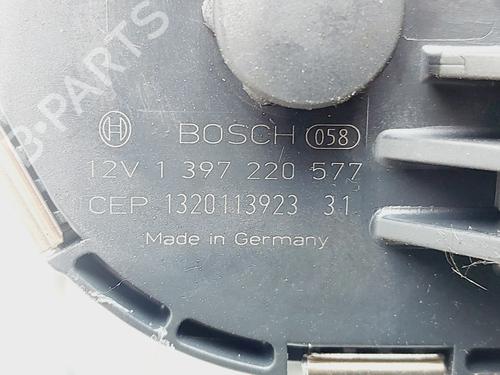 B-PARTS
BOSCH 058
12V 1 397 220 577
CEP 1320113923 31
Made in Germany